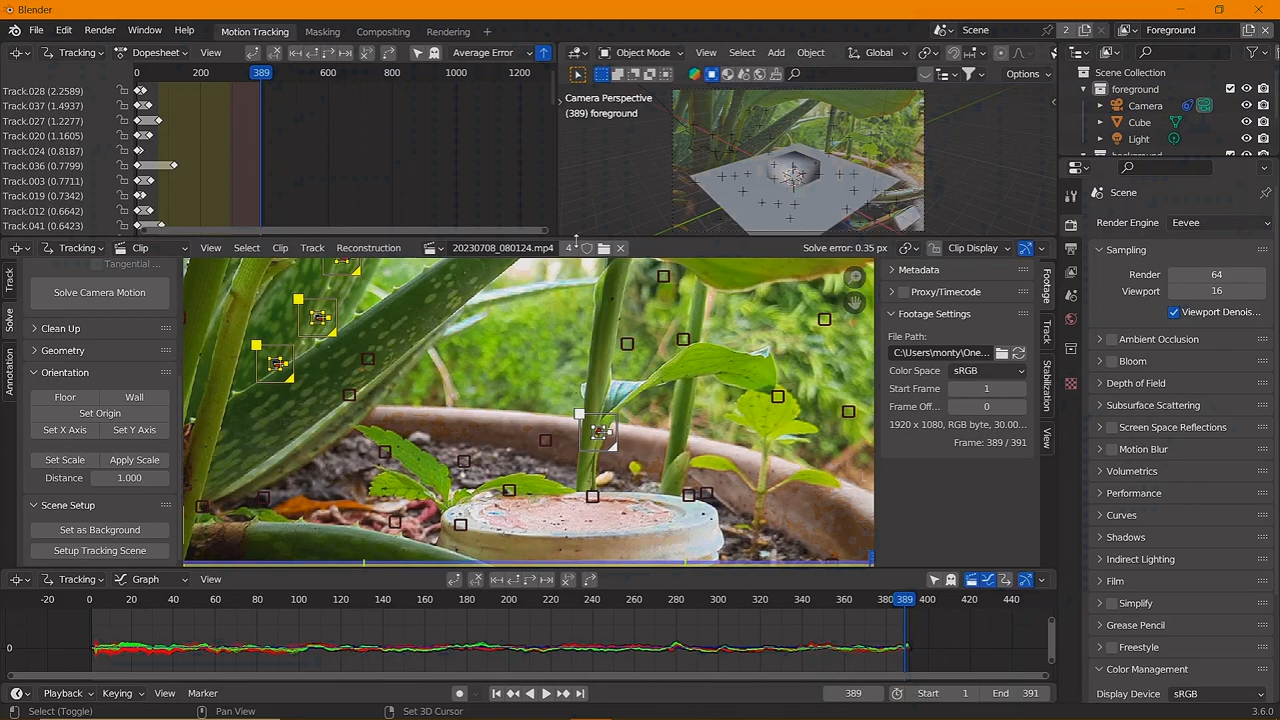 Blender
File Edit Render Window Help Motion Tracking Masking Compositing Rendering + Scene 2 Foreground
Tracking Dopesheet View Average Error Object Mode View Select Add Object Global
0 200 389 600 800 1000 1200 Options
Track.028 (2.2589)
Track.037 (1.4937)
Track.027 (1.2277)
Track.020 (1.1605)
Track.024 (0.8187)
Track.036 (0.7799)
Track.003 (0.7711)
Track.019 (0.7342)
Track.012 (0.6642)
Track.041 (0.6423)
Camera Perspective
(389) foreground
Scene Collection
foreground
Camera
Cube
Light
Scene
Render Engine Eevee
Sampling
Render 64
Viewport 16
Viewport Denois...
Ambient Occlusion
Bloom
Depth of Field
Subsurface Scattering
Screen Space Reflections
Motion Blur
Volumetrics
Performance
Curves
Shadows
Indirect Lighting
Film
Simplify
Grease Pencil
Freestyle
Color Management
Display Device sRGB
Tracking Clip View Select Clip Track Reconstruction 20230708_080124.mp4 4 Solve error: 0.35 px Clip Display
Tangential ...
Solve Camera Motion
Clean Up
Geometry
Orientation
Floor Wall
Set Origin
Set X Axis Set Y Axis
Set Scale Apply Scale
Distance 1.000
Scene Setup
Set as Background
Setup Tracking Scene
Track
Solve
Annotation
Metadata
Proxy/Timecode
Footage Settings
File Path:
C:\Users\monty\One...
Color Space sRGB
Start Frame 1
Frame Off... 0
1920 x 1080, RGB byte, 30.00...
Frame: 389 / 391
Footage
Track
Stabilization
View
Tracking Graph View
-20 0 20 40 60 80 100 120 140 160 180 200 220 240 260 280 300 320 340 360 380 389 400 420 440
0
Playback Keying View Marker 389 Start 1 End 391
Select (Toggle) Pan View Set 3D Cursor 3.6.0